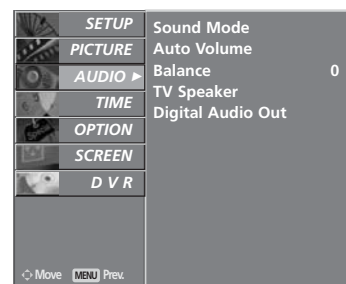 SETUP
PICTURE
AUDIO ►
TIME
OPTION
SCREEN
D V R
Move MENU Prev.
Sound Mode
Auto Volume
Balance 0
TV Speaker
Digital Audio Out